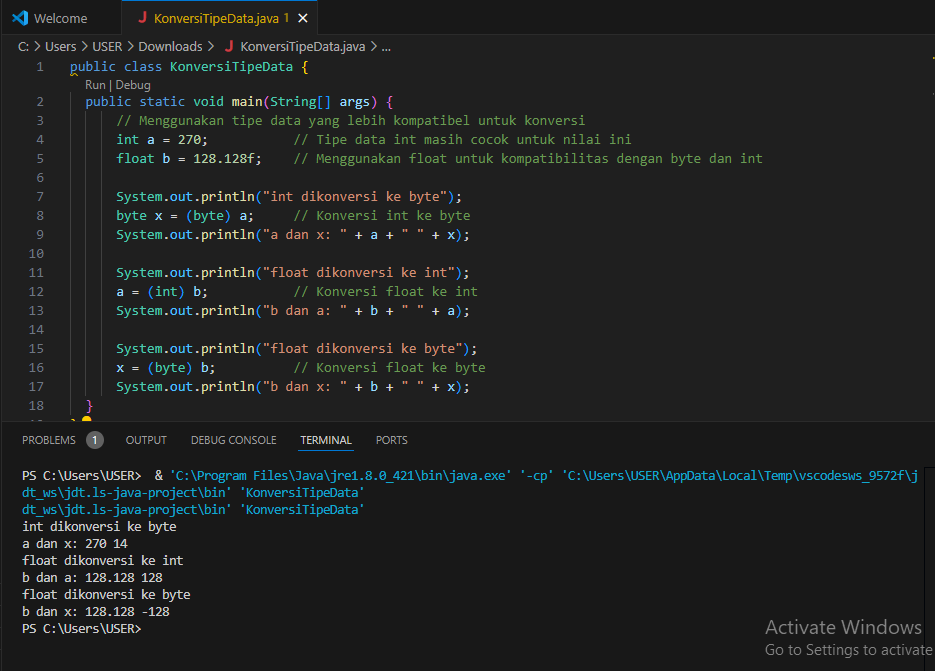 Welcome
J KonversiTipeData.java 1 ×
C: > Users > USER > Downloads > J KonversiTipeData.java > ...
1 public class KonversiTipeData {
Run | Debug
2 public static void main(String[] args) {
3 // Menggunakan tipe data yang lebih kompatibel untuk konversi
4 int a = 270; // Tipe data int masih cocok untuk nilai ini
5 float b = 128.128f; // Menggunakan float untuk kompatibilitas dengan byte dan int
6
7 System.out.println("int dikonversi ke byte");
8 byte x = (byte) a; // Konversi int ke byte
9 System.out.println("a dan x: " + a + " " + x);
10
11 System.out.println("float dikonversi ke int");
12 a = (int) b; // Konversi float ke int
13 System.out.println("b dan a: " + b + " " + a);
14
15 System.out.println("float dikonversi ke byte");
16 x = (byte) b; // Konversi float ke byte
17 System.out.println("b dan x: " + b + " " + x);
18 }
PROBLEMS 1 OUTPUT DEBUG CONSOLE TERMINAL PORTS
PS C:\Users\USER> & 'C:\Program Files\Java\jre1.8.0_421\bin\java.exe' '-cp' 'C:\Users\USER\AppData\Local\Temp\vscodesws_9572f\j
dt_ws\jdt.ls-java-project\bin' 'KonversiTipeData'
dt_ws\jdt.ls-java-project\bin' 'KonversiTipeData'
int dikonversi ke byte
a dan x: 270 14
float dikonversi ke int
b dan a: 128.128 128
float dikonversi ke byte
b dan x: 128.128 -128
PS C:\Users\USER>
Activate Windows
Go to Settings to activate